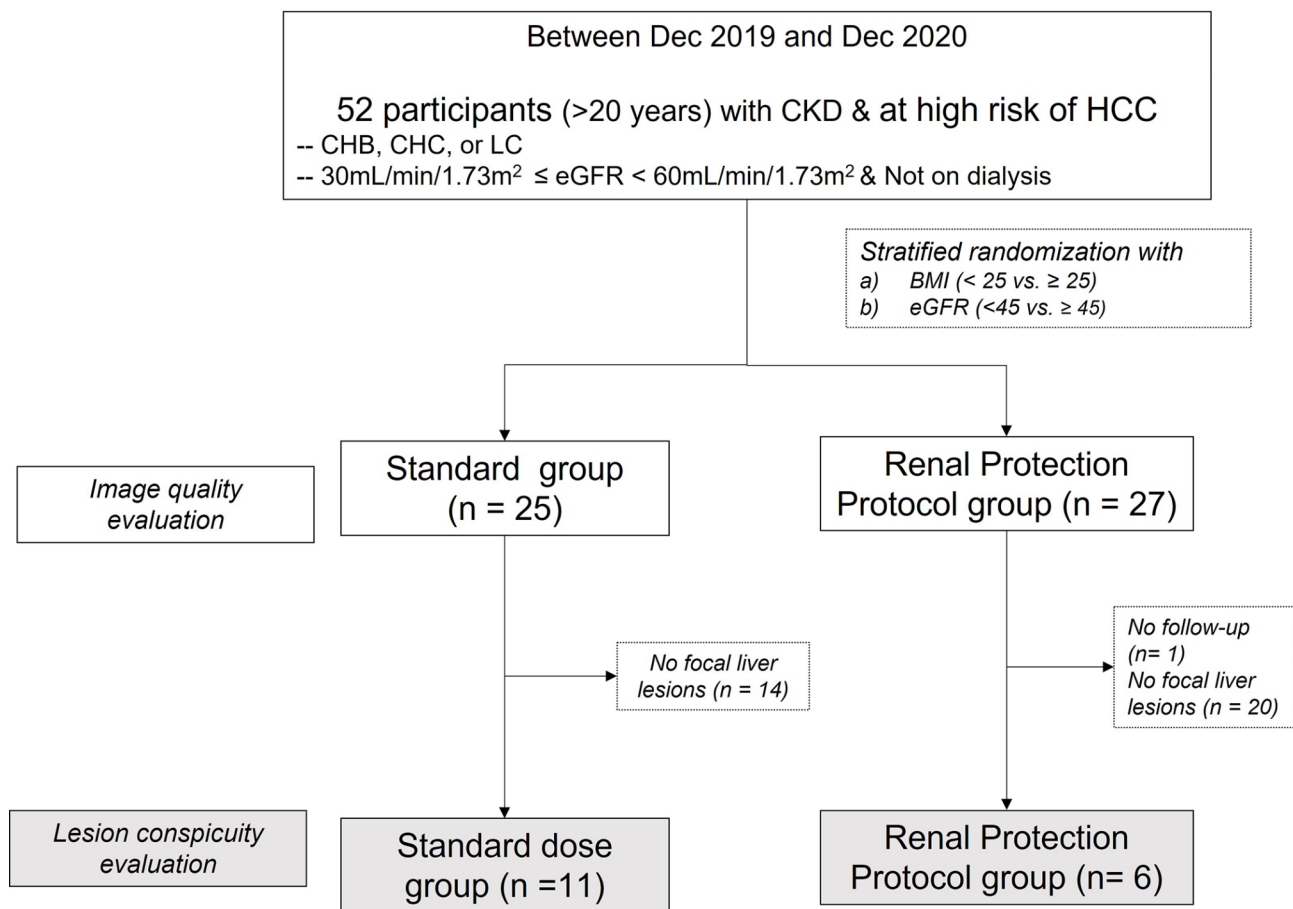 Between Dec 2019 and Dec 2020
52 participants (>20 years) with CKD & at high risk of HCC
-- CHB, CHC, or LC
-- 30mL/min/1.73m² ≤ eGFR < 60mL/min/1.73m² & Not on dialysis
Stratified randomization with
a) BMI (< 25 vs. ≥ 25)
b) eGFR (<45 vs. ≥ 45)
Image quality
evaluation
Standard group
(n = 25)
Renal Protection
Protocol group (n = 27)
No focal liver
lesions (n = 14)
No follow-up
(n= 1)
No focal liver
lesions (n = 20)
Lesion conspicuity
evaluation
Standard dose
group (n =11)
Renal Protection
Protocol group (n= 6)